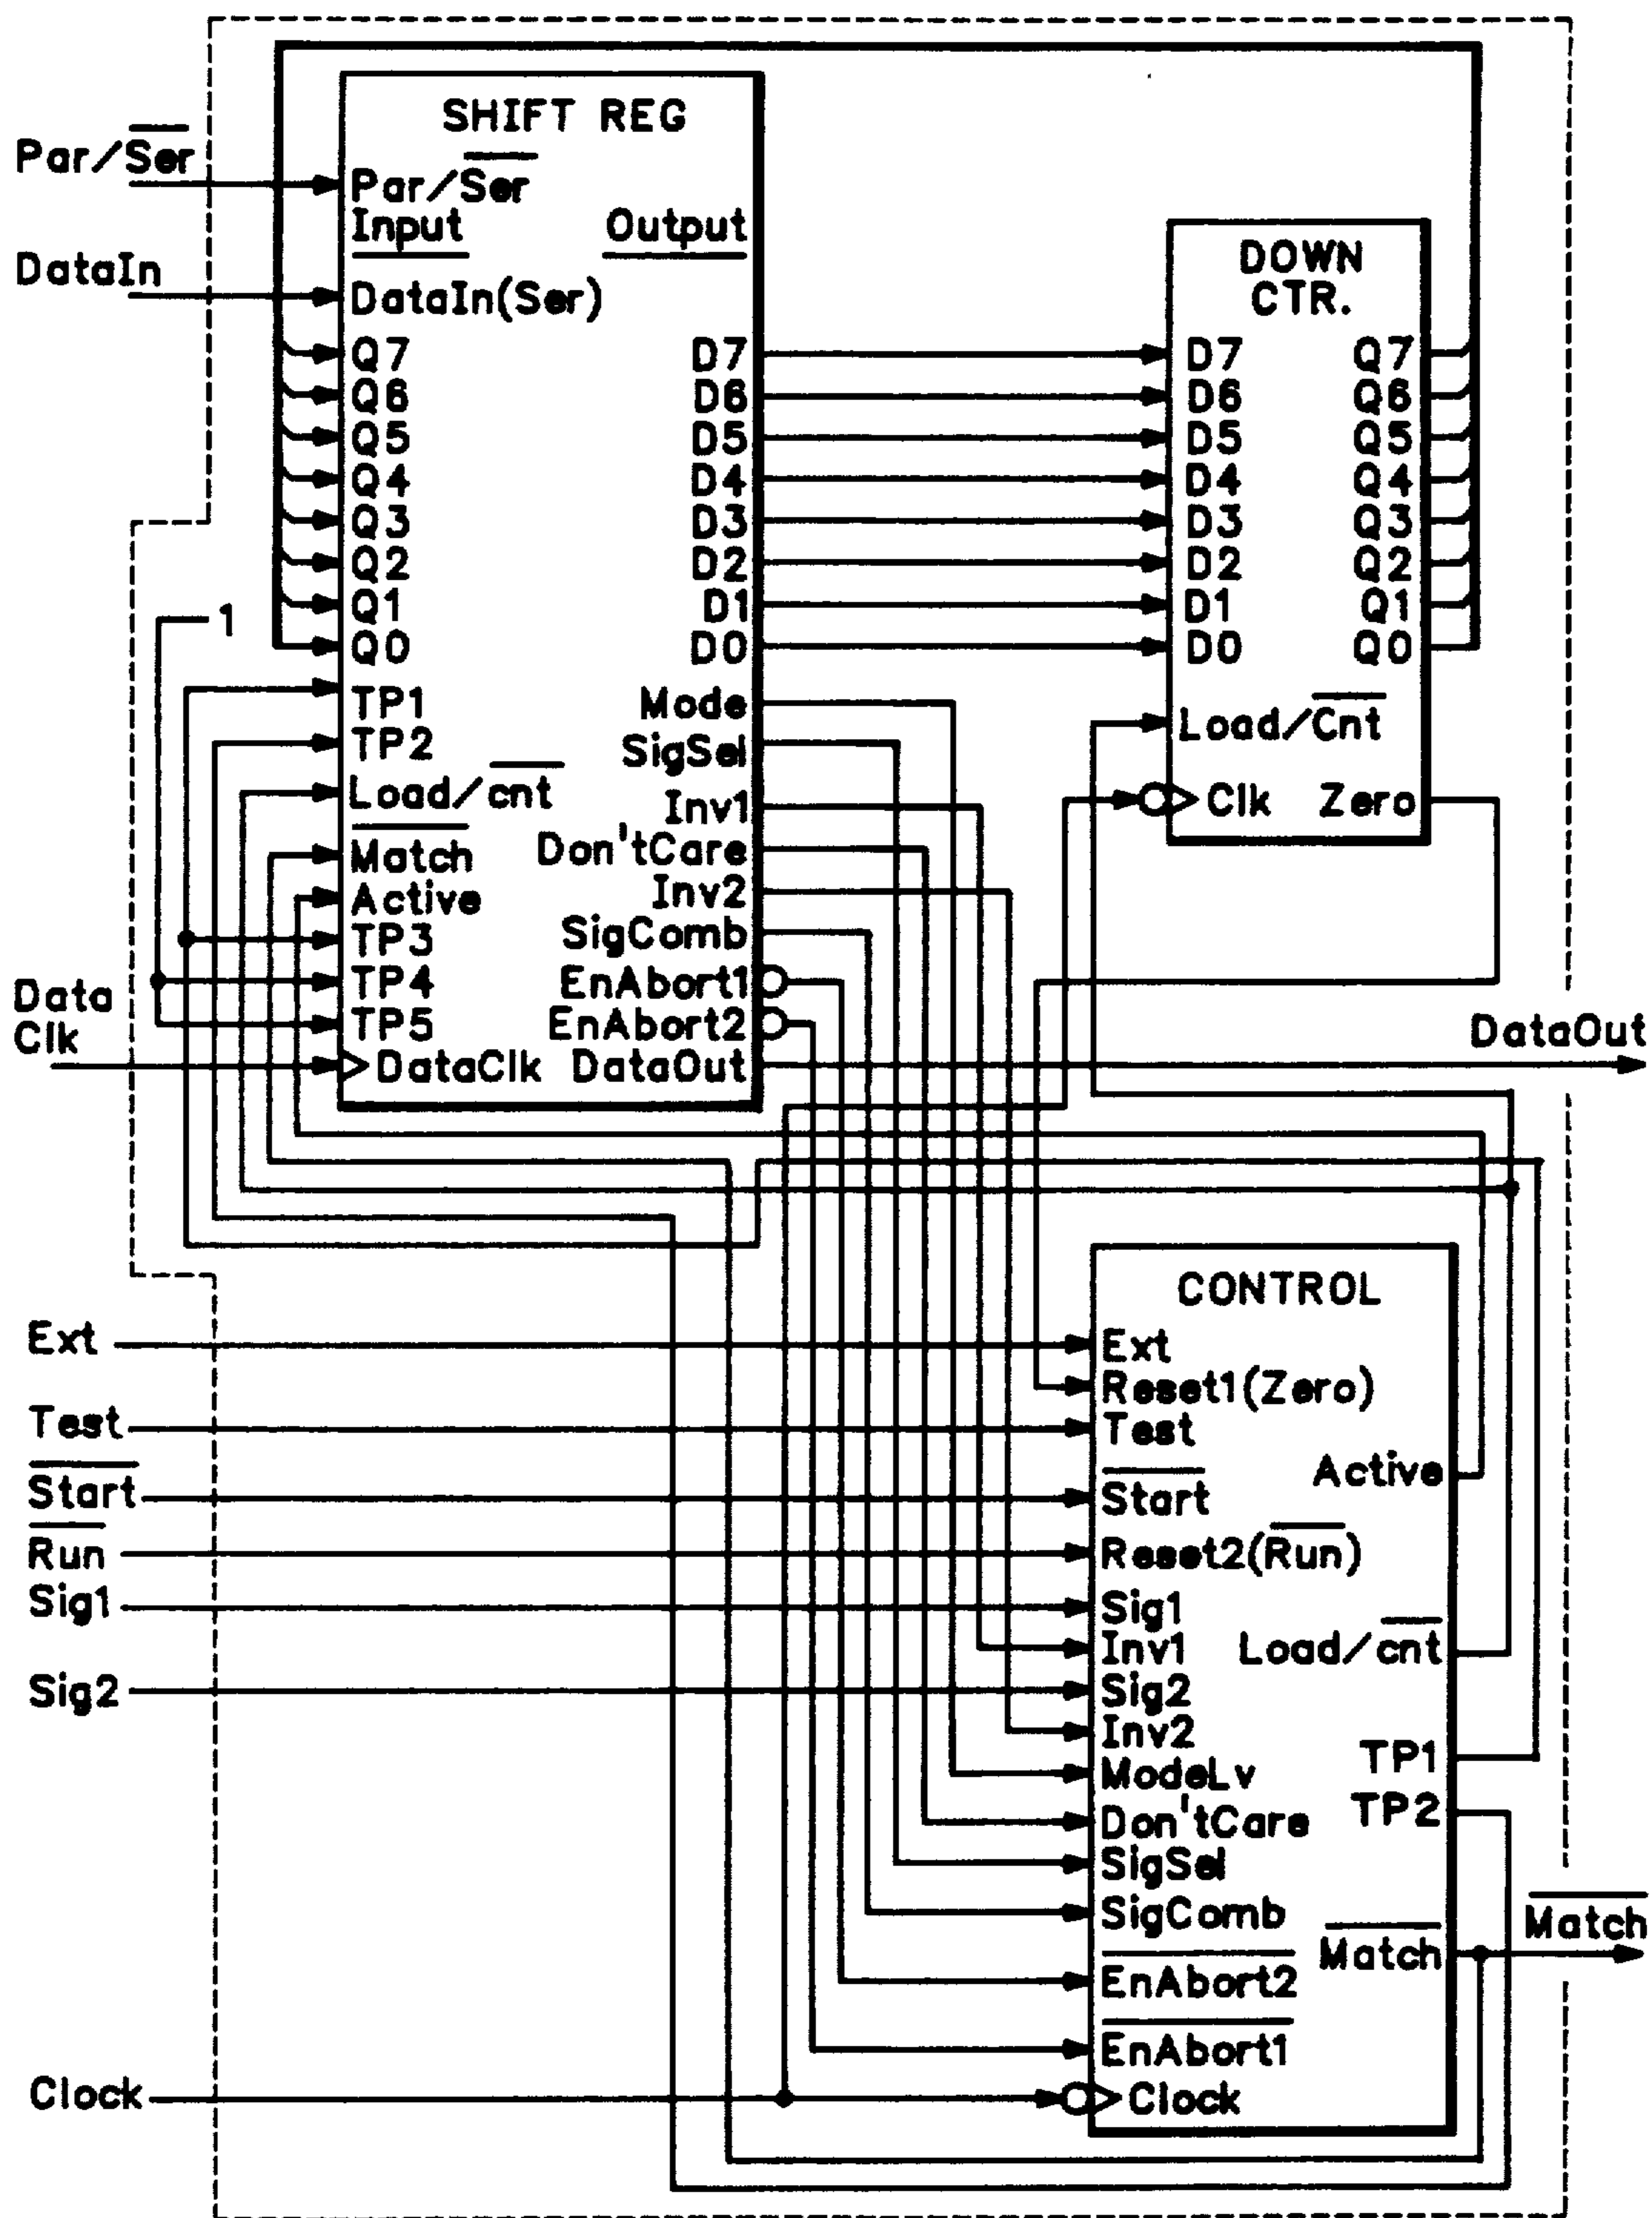 Par/Ser
DataIn
1
Data
Clk
SHIFT REG
Par/Ser
Input Output
DataIn(Ser)
Q7 D7
Q6 D6
Q5 D5
Q4 D4
Q3 D3
Q2 D2
Q1 D1
Q0 D0
TP1 Mode
TP2 SigSel
Load/cnt Inv1
Match Don'tCare
Active Inv2
TP3 SigComb
TP4 EnAbort1
TP5 EnAbort2
DataClk DataOut
DOWN
CTR.
D7 Q7
D6 Q6
D5 Q5
D4 Q4
D3 Q3
D2 Q2
D1 Q1
D0 Q0
Load/Cnt
Clk Zero
DataOut
Ext
Test
Start
Run
Sig1
Sig2
Clock
CONTROL
Ext
Reset1(Zero)
Test
Active
Start
Reset2(Run)
Sig1
Inv1 Load/cnt
Sig2
Inv2
ModeLv TP1
Don'tCare TP2
SigSel
SigComb
Match
EnAbort2
EnAbort1
Clock
Match